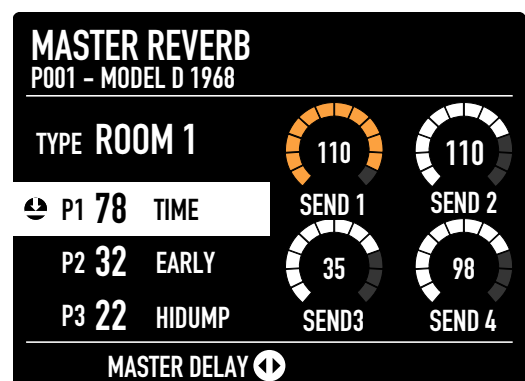 MASTER REVERB
P001 - MODEL D 1968
TYPE ROOM 1
110
110
SEND 1
SEND 2
P1 78 TIME
P2 32 EARLY
35
98
P3 22 HIDUMP
SEND3
SEND 4
MASTER DELAY